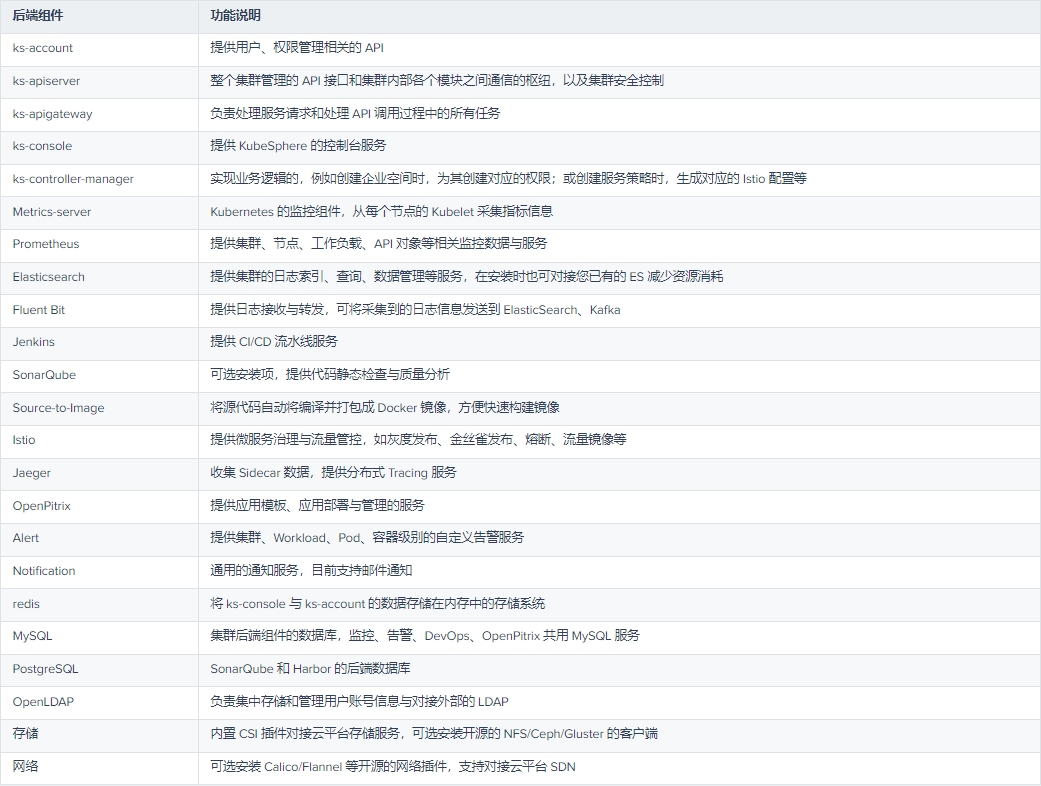 后端组件 功能说明
ks-account 提供用户、权限管理相关的 API
ks-apiserver 整个集群管理的 API 接口和集群内部各个模块之间通信的枢纽，以及集群安全控制
ks-apigateway 负责处理服务请求和处理 API 调用过程中的所有任务
ks-console 提供 KubeSphere 的控制台服务
ks-controller-manager 实现业务逻辑的，例如创建企业空间时，为其创建对应的权限；或创建服务策略时，生成对应的 Istio 配置等
Metrics-server Kubernetes 的监控组件，从每个节点的 Kubelet 采集指标信息
Prometheus 提供集群、节点、工作负载、API 对象等相关监控数据与服务
Elasticsearch 提供集群的日志索引、查询、数据管理等服务，在安装时也可对接您已有的 ES 减少资源消耗
Fluent Bit 提供日志接收与转发，可将采集到的⽇志信息发送到 ElasticSearch、Kafka
Jenkins 提供 CI/CD 流水线服务
SonarQube 可选安装项，提供代码静态检查与质量分析
Source-to-Image 将源代码自动将编译并打包成 Docker 镜像，方便快速构建镜像
Istio 提供微服务治理与流量管控，如灰度发布、金丝雀发布、熔断、流量镜像等
Jaeger 收集 Sidecar 数据，提供分布式 Tracing 服务
OpenPitrix 提供应用模板、应用部署与管理的服务
Alert 提供集群、Workload、Pod、容器级别的自定义告警服务
Notification 通用的通知服务，目前支持邮件通知
redis 将 ks-console 与 ks-account 的数据存储在内存中的存储系统
MySQL 集群后端组件的数据库，监控、告警、DevOps、OpenPitrix 共用 MySQL 服务
PostgreSQL SonarQube 和 Harbor 的后端数据库
OpenLDAP 负责集中存储和管理用户账号信息与对接外部的 LDAP
存储 内置 CSI 插件对接云平台存储服务，可选安装开源的 NFS/Ceph/Gluster 的客户端
网络 可选安装 Calico/Flannel 等开源的网络插件，支持对接云平台 SDN